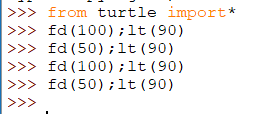 >>> from turtle import*
>>> fd(100);lt(90)
>>> fd(50);lt(90)
>>> fd(100);lt(90)
>>> fd(50);lt(90)
>>>